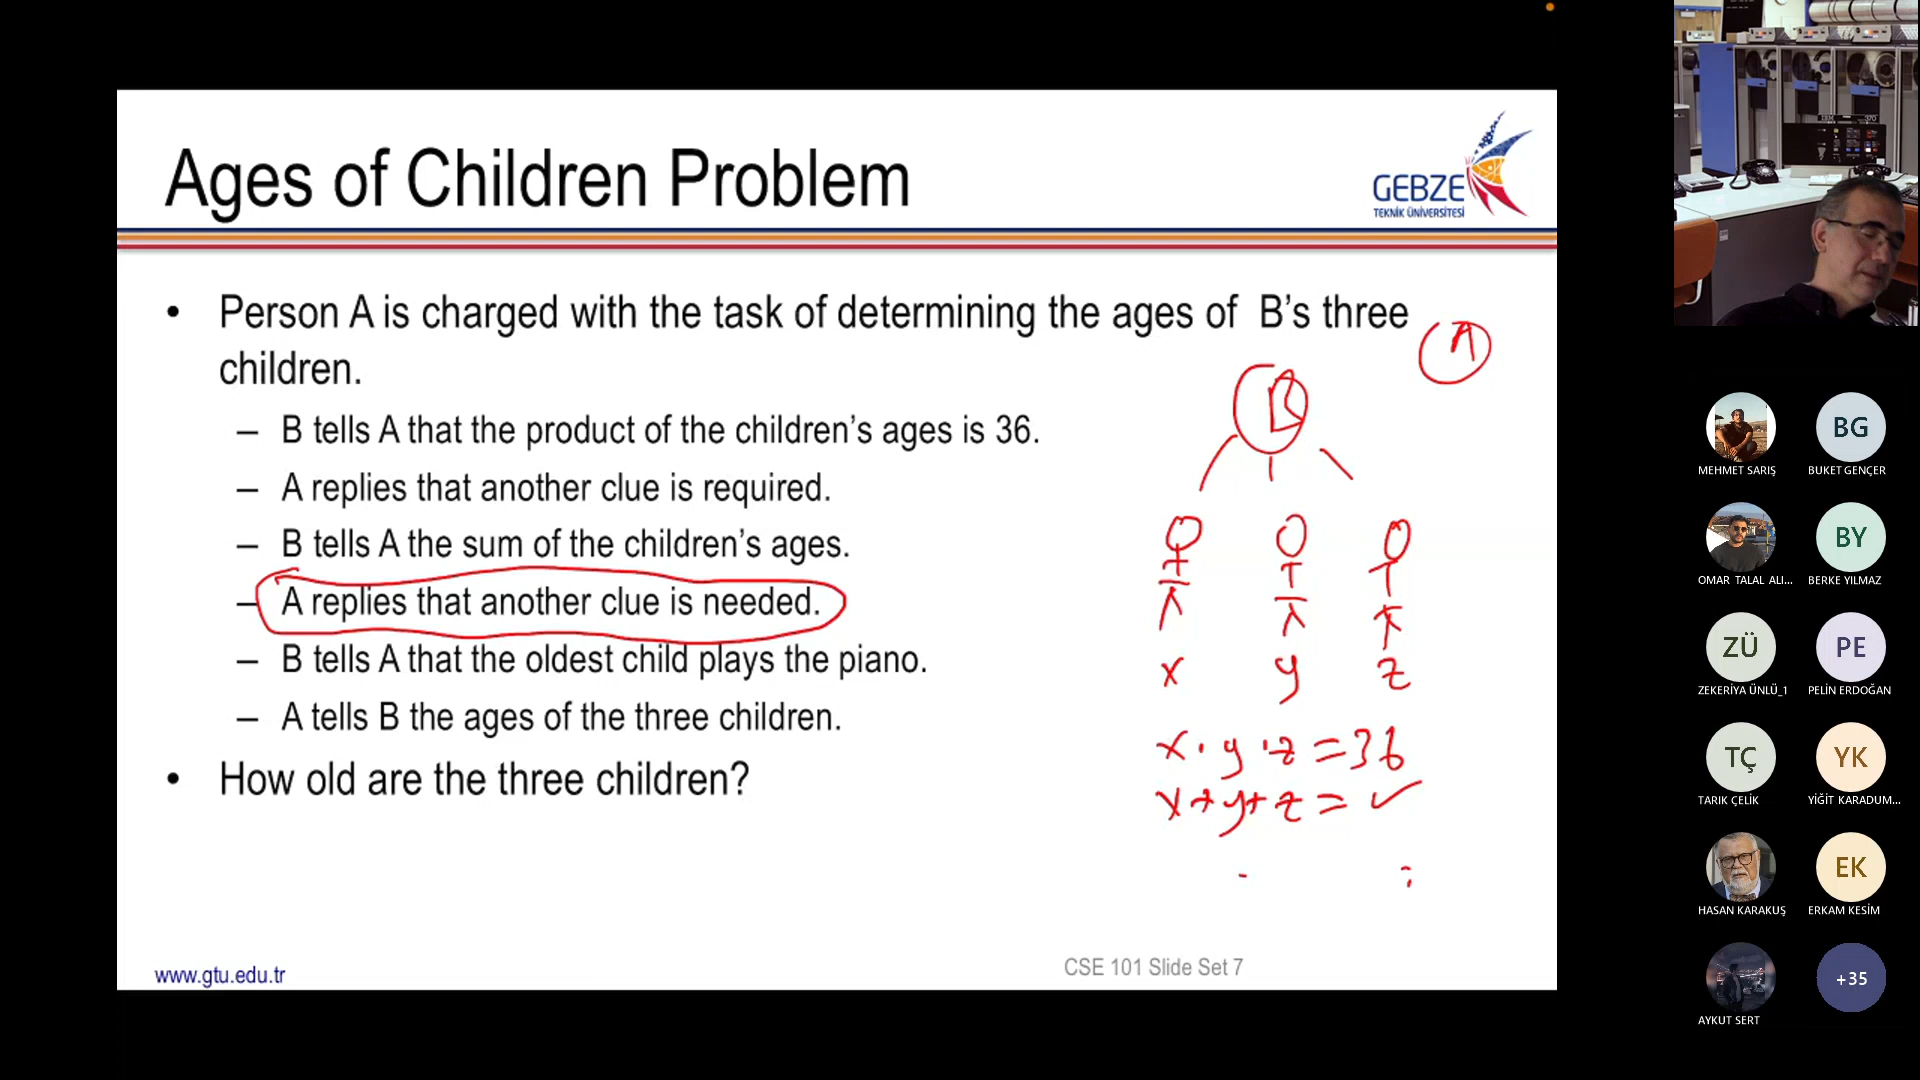 Ages of Children Problem
GEBZE
TEKNİK ÜNİVERSİTESİ
• Person A is charged with the task of determining the ages of B’s three
children.
– B tells A that the product of the children’s ages is 36.
– A replies that another clue is required.
– B tells A the sum of the children’s ages.
– A replies that another clue is needed.
– B tells A that the oldest child plays the piano.
– A tells B the ages of the three children.
• How old are the three children?
A
B
x y z
x . y . z = 36
x + y + z = ✓
www.gtu.edu.tr
CSE 101 Slide Set 7
MEHMET SARIŞ
BG
BUKET GENÇER
OMAR TALAL ALI...
BY
BERKE YILMAZ
ZÜ
ZEKERİYA ÜNLÜ_1
PE
PELİN ERDOĞAN
TÇ
TARIK ÇELİK
YK
YİĞİT KARADUM...
HASAN KARAKUŞ
EK
ERKAM KESİM
AYKUT SERT
+35